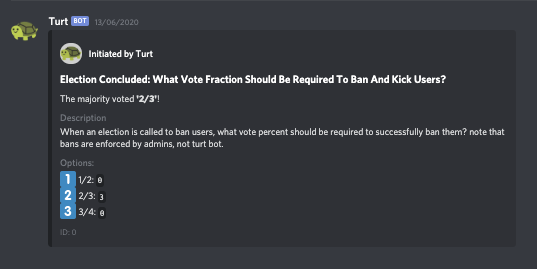 Turt BOT 13/06/2020
Initiated by Turt
Election Concluded: What Vote Fraction Should Be Required To Ban And Kick Users?
The majority voted '2/3'!
Description
When an election is called to ban users, what vote percent should be required to successfully ban them? note that
bans are enforced by admins, not turt bot.
Options:
1 1/2: 0
2 2/3: 3
3 3/4: 0
ID: 0